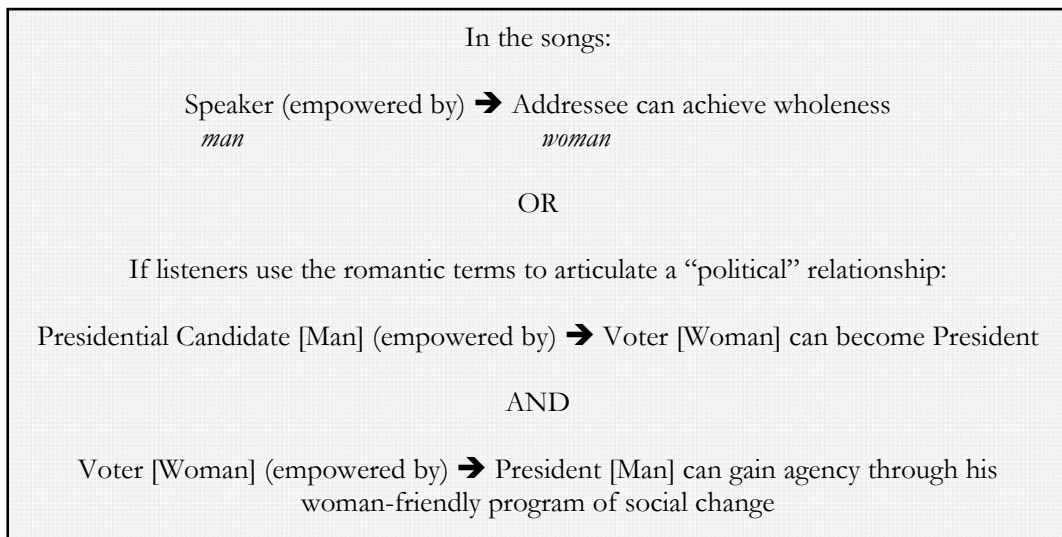 In the songs:
Speaker (empowered by) ➔ Addressee can achieve wholeness
man woman
OR
If listeners use the romantic terms to articulate a “political” relationship:
Presidential Candidate [Man] (empowered by) ➔ Voter [Woman] can become President
AND
Voter [Woman] (empowered by) ➔ President [Man] can gain agency through his
woman-friendly program of social change